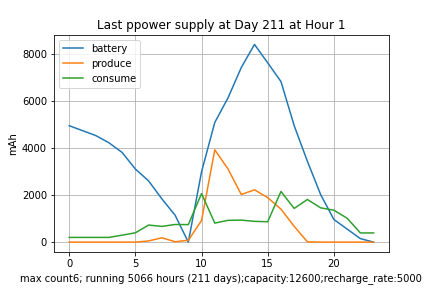 Last ppower supply at Day 211 at Hour 1
battery
produce
consume
8000
6000
4000
2000
0
mAh
0 5 10 15 20
max count6; running 5066 hours (211 days);capacity:12600;recharge_rate:5000